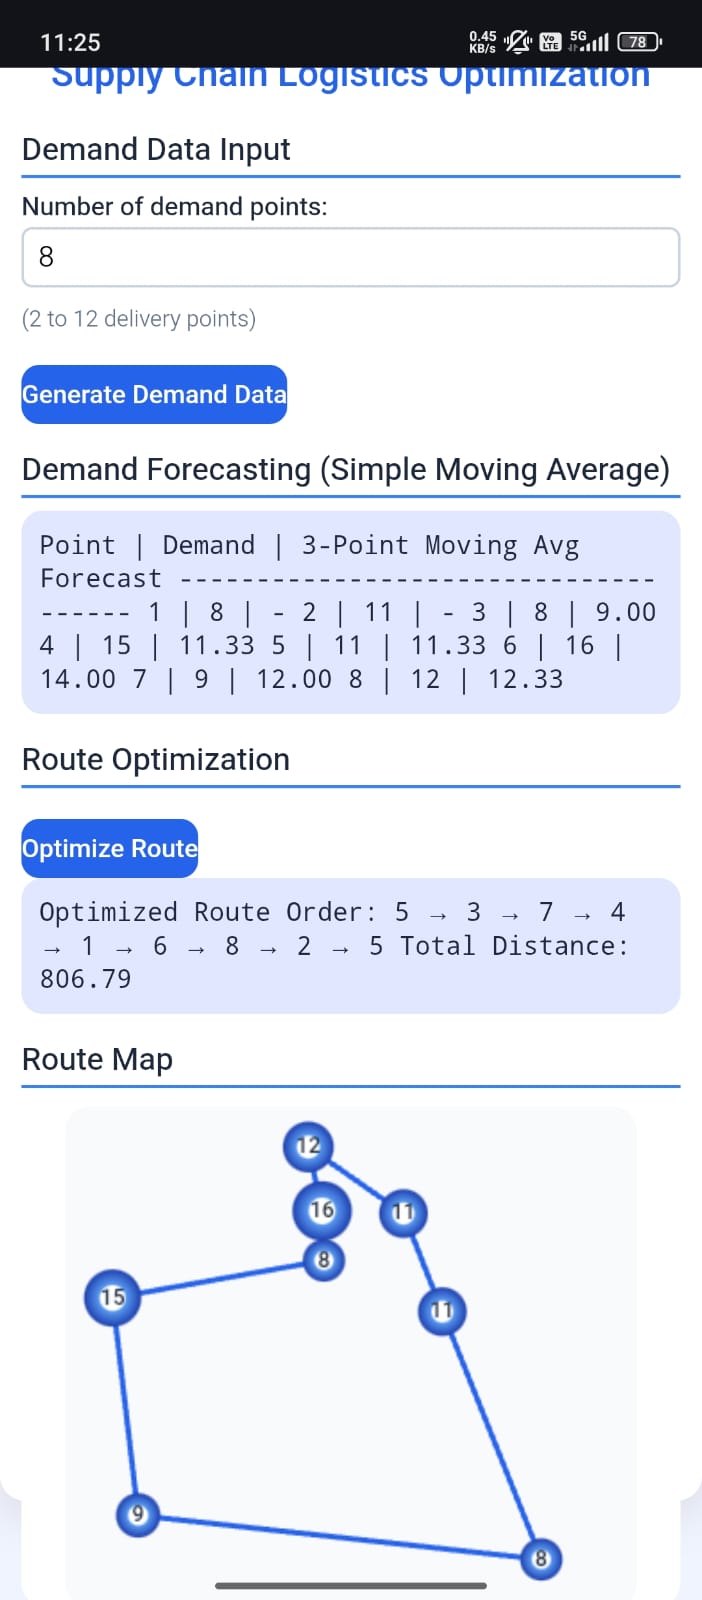 11:25
0.45 KB/s
Vo LTE
5G
78
Supply Chain Logistics Optimization
Demand Data Input
Number of demand points:
8
(2 to 12 delivery points)
Generate Demand Data
Demand Forecasting (Simple Moving Average)
Point | Demand | 3-Point Moving Avg
Forecast -------------------------------
------ 1 | 8 | - 2 | 11 | - 3 | 8 | 9.00
4 | 15 | 11.33 5 | 11 | 11.33 6 | 16 |
14.00 7 | 9 | 12.00 8 | 12 | 12.33
Route Optimization
Optimize Route
Optimized Route Order: 5 → 3 → 7 → 4
→ 1 → 6 → 8 → 2 → 5 Total Distance:
806.79
Route Map
12
16
11
8
15
11
9
8